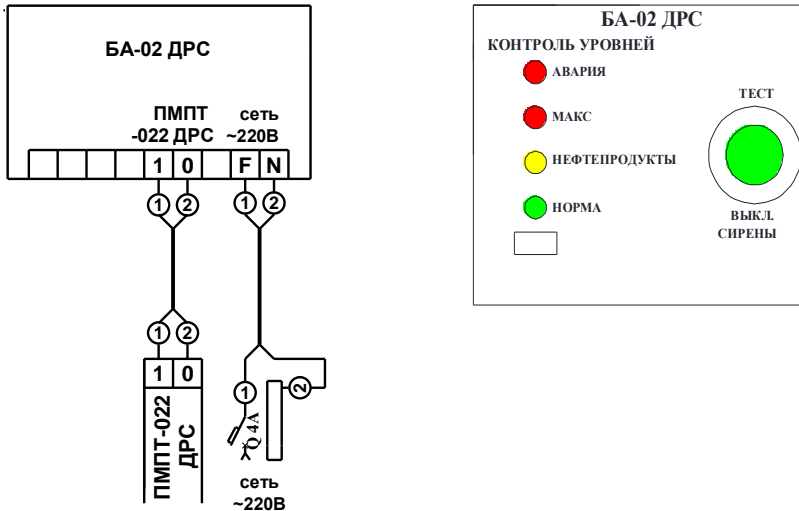 БА-02 ДРС
ПМПТ
-022 ДРС
сеть
~220В
1 0 F N
1 2 1 2
1 2
1 0
ПМПТ-022
ДРС
1
2
Q 4A
сеть
~220В
БА-02 ДРС
КОНТРОЛЬ УРОВНЕЙ
АВАРИЯ
МАКС
НЕФТЕПРОДУКТЫ
НОРМА
ТЕСТ
ВЫКЛ.
СИРЕНЫ